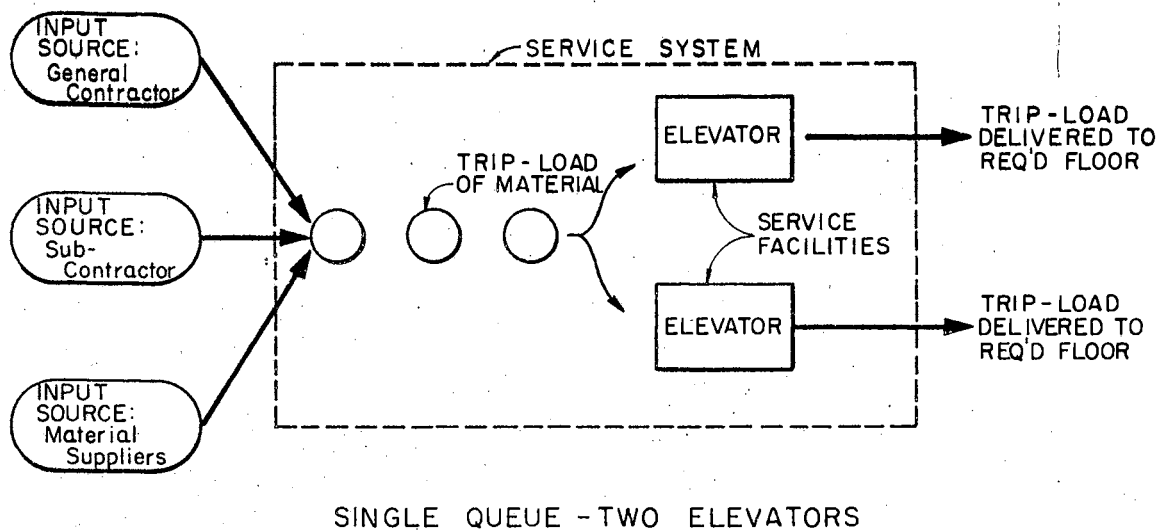 INPUT
SOURCE:
General
Contractor
SERVICE SYSTEM
INPUT
SOURCE:
Sub-
Contractor
TRIP-LOAD
OF MATERIAL
ELEVATOR
TRIP-LOAD
DELIVERED TO
REQ'D FLOOR
SERVICE
FACILITIES
INPUT
SOURCE:
Material
Suppliers
ELEVATOR
TRIP-LOAD
DELIVERED TO
REQ'D FLOOR
SINGLE QUEUE - TWO ELEVATORS